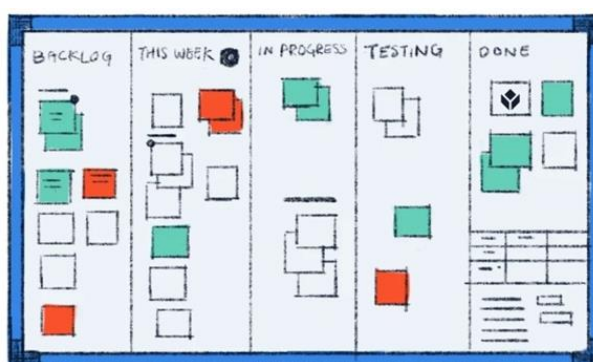 BACKLOG
THIS WEEK
IN PROGRESS
TESTING
DONE